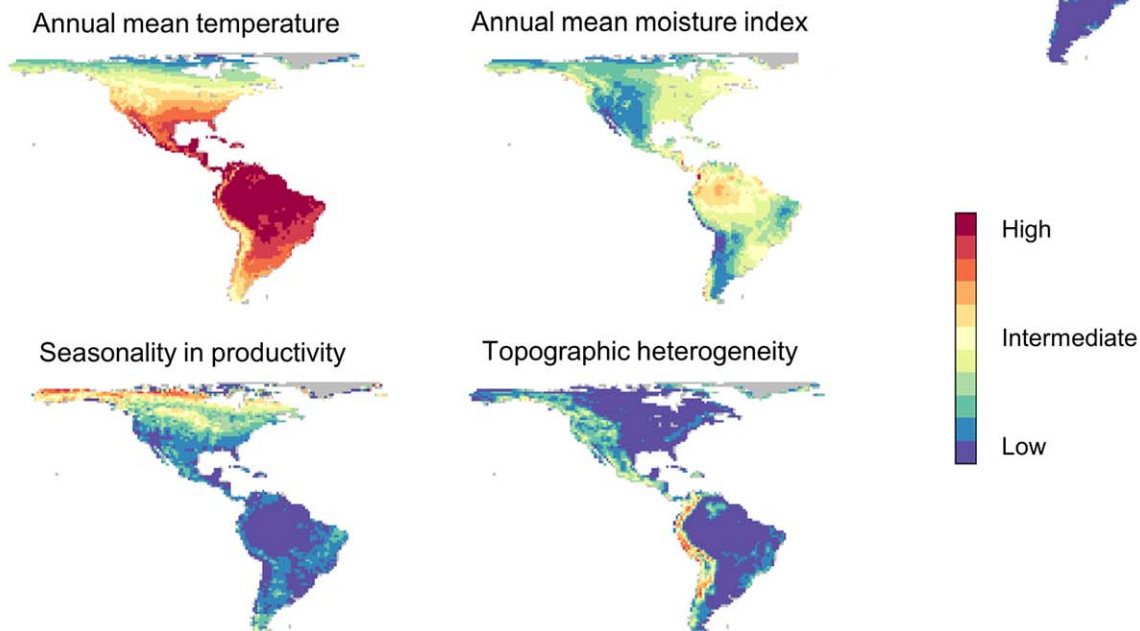 Annual mean temperature
Annual mean moisture index
High
Intermediate
Low
Seasonality in productivity
Topographic heterogeneity